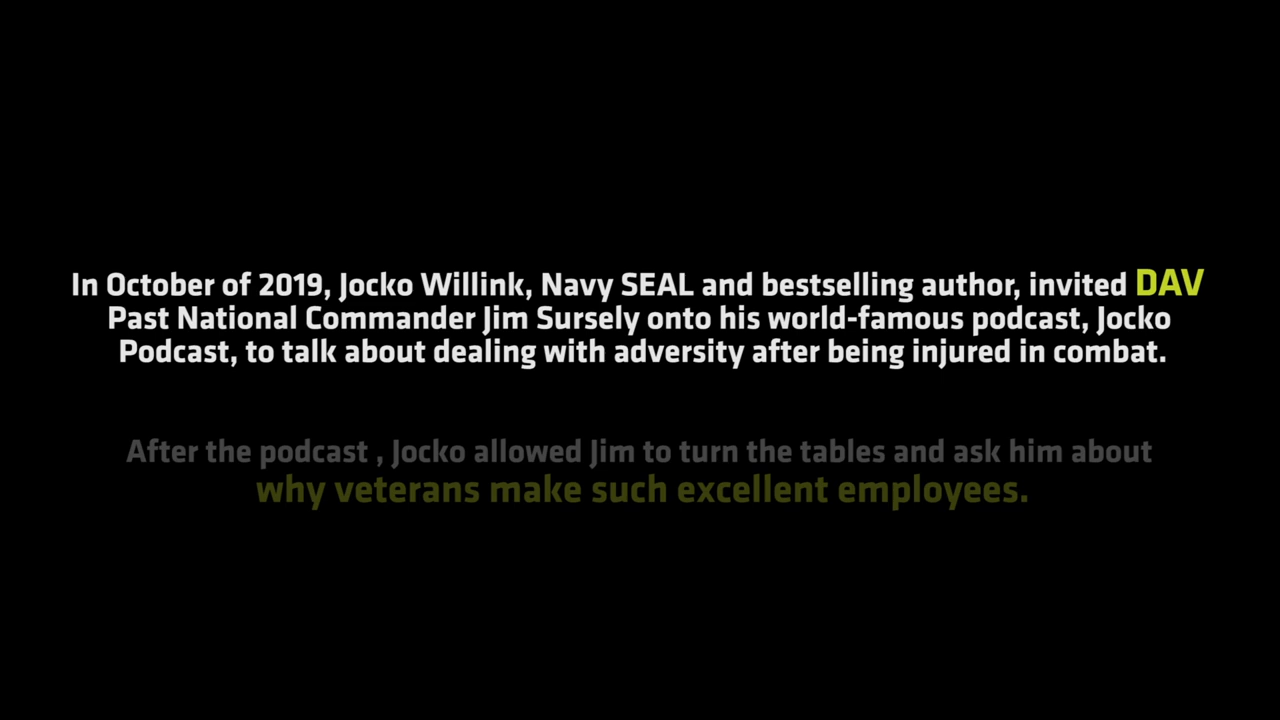 In October of 2019, Jocko Willink, Navy SEAL and bestselling author, invited DAV
Past National Commander Jim Sursely onto his world-famous podcast, Jocko
Podcast, to talk about dealing with adversity after being injured in combat.
After the podcast , Jocko allowed Jim to turn the tables and ask him about
why veterans make such excellent employees.